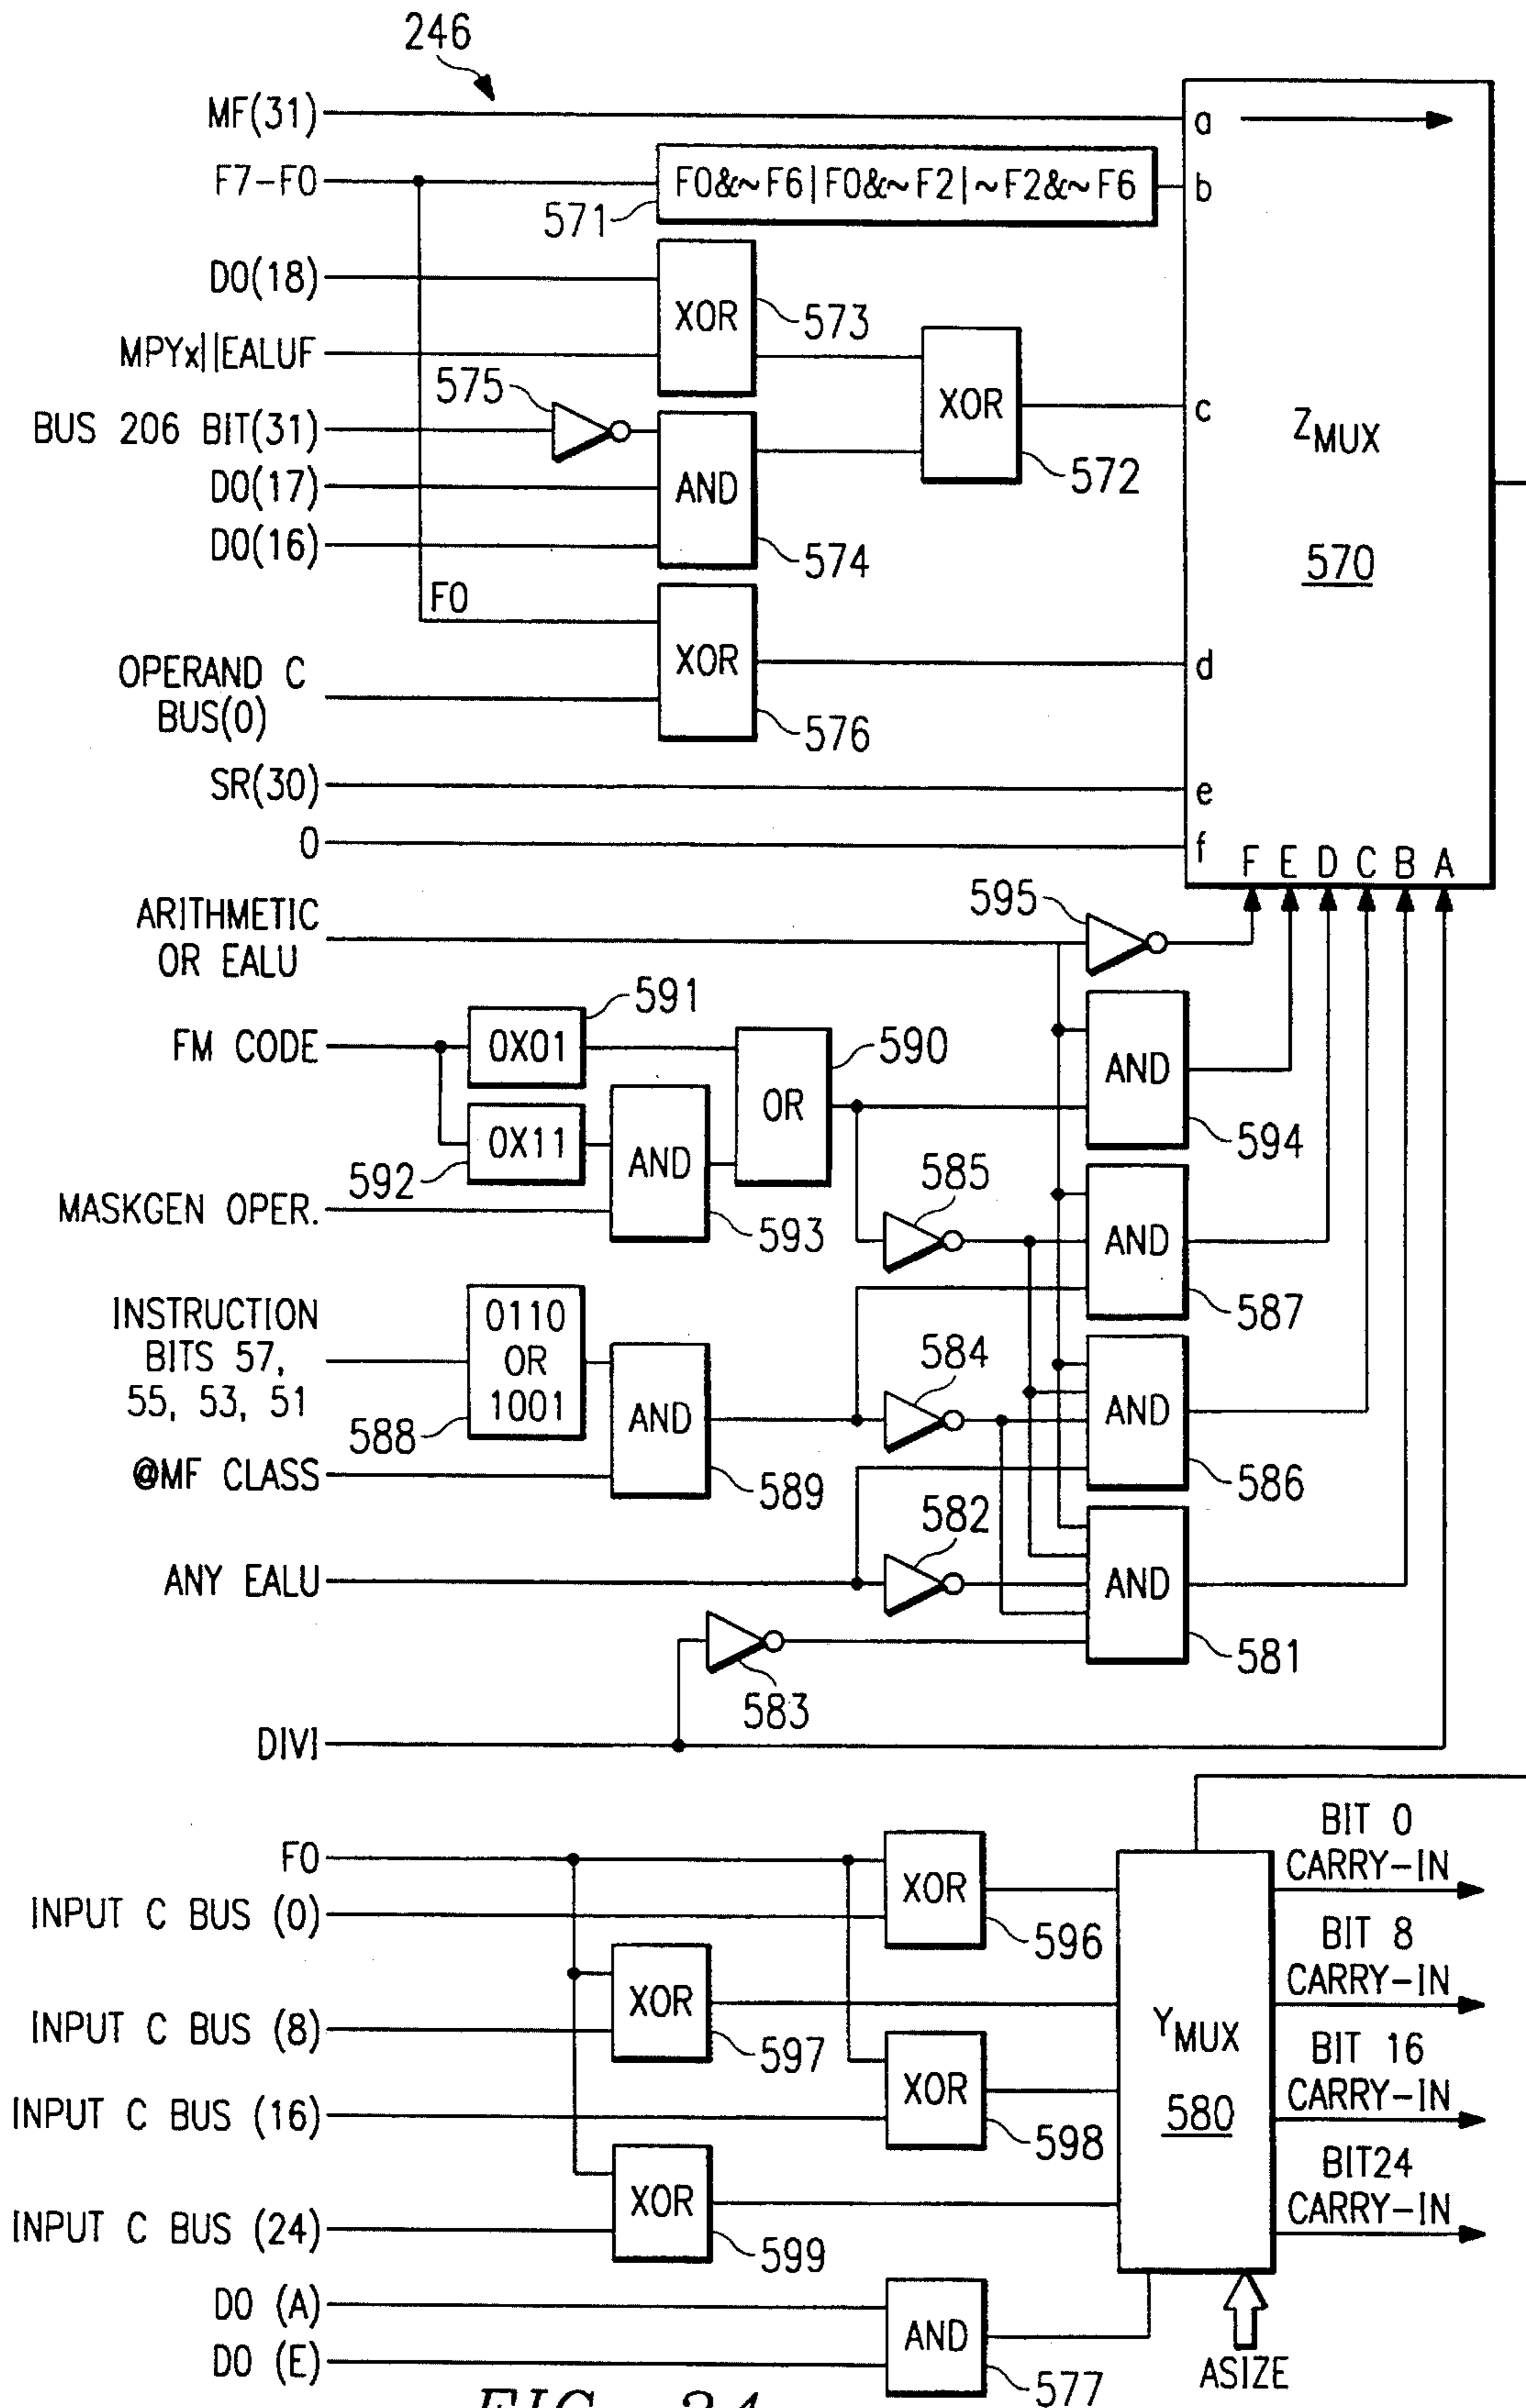 246
MF(31)
a
F7-F0
F0&~F6|F0&~F2|~F2&~F6
b
571
D0(18)
XOR
573
MPYx||EALUF
575
XOR
c
ZMUX
BUS 206 BIT(31)
572
D0(17)
AND
D0(16)
574
570
F0
OPERAND C
BUS(0)
XOR
d
576
SR(30)
e
0
f
F E D C B A
ARITHMETIC
OR EALU
595
FM CODE
0X01
591
590
OR
AND
594
0X11
592
AND
593
MASKGEN OPER.
585
AND
587
INSTRUCTION
BITS 57,
55, 53, 51
0110
OR
1001
588
584
AND
589
AND
586
@MF CLASS
582
ANY EALU
AND
581
583
DIVI
F0
XOR
596
BIT 0
CARRY-IN
INPUT C BUS (0)
BIT 8
CARRY-IN
INPUT C BUS (8)
XOR
597
YMUX
580
BIT 16
CARRY-IN
INPUT C BUS (16)
XOR
598
BIT24
CARRY-IN
INPUT C BUS (24)
XOR
599
D0 (A)
AND
D0 (E)
577
ASIZE
FIG. 24